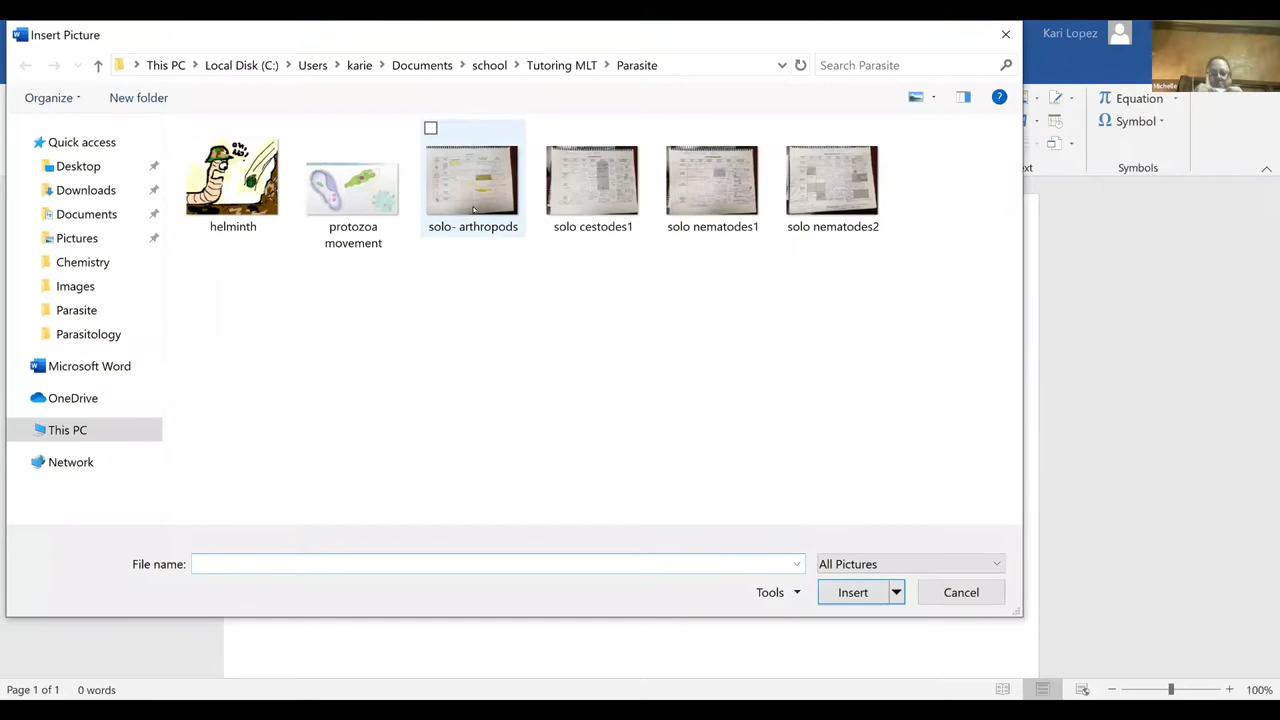 Insert Picture
Kari Lopez
Michelle
This PC
Local Disk (C:)
Users
karie
Documents
school
Tutoring MLT
Parasite
Search Parasite
Organize
New folder
?
π Equation
Ω Symbol
Symbols
Quick access
Desktop
Downloads
Documents
Pictures
Chemistry
Images
Parasite
Parasitology
Microsoft Word
OneDrive
This PC
Network
helminth
protozoa
movement
solo- arthropods
solo cestodes1
solo nematodes1
solo nematodes2
File name:
All Pictures
Tools
Insert
Cancel
Page 1 of 1
0 words
100%